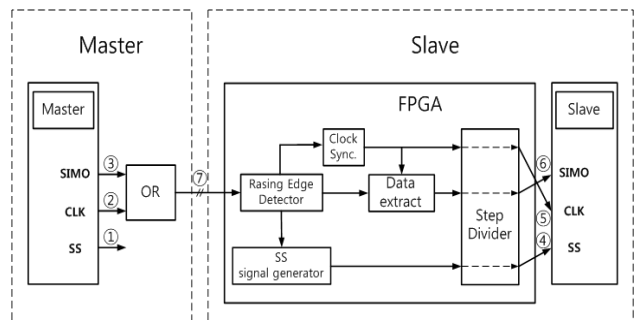 Master
Slave
FPGA
Master
Slave
③
SIMO
②
CLK
①
SS
OR
⑦
Clock
Sync.
Rasing Edge
Detector
Data
extract
SS
signal generator
Step
Divider
⑥
SIMO
⑤
CLK
④
SS